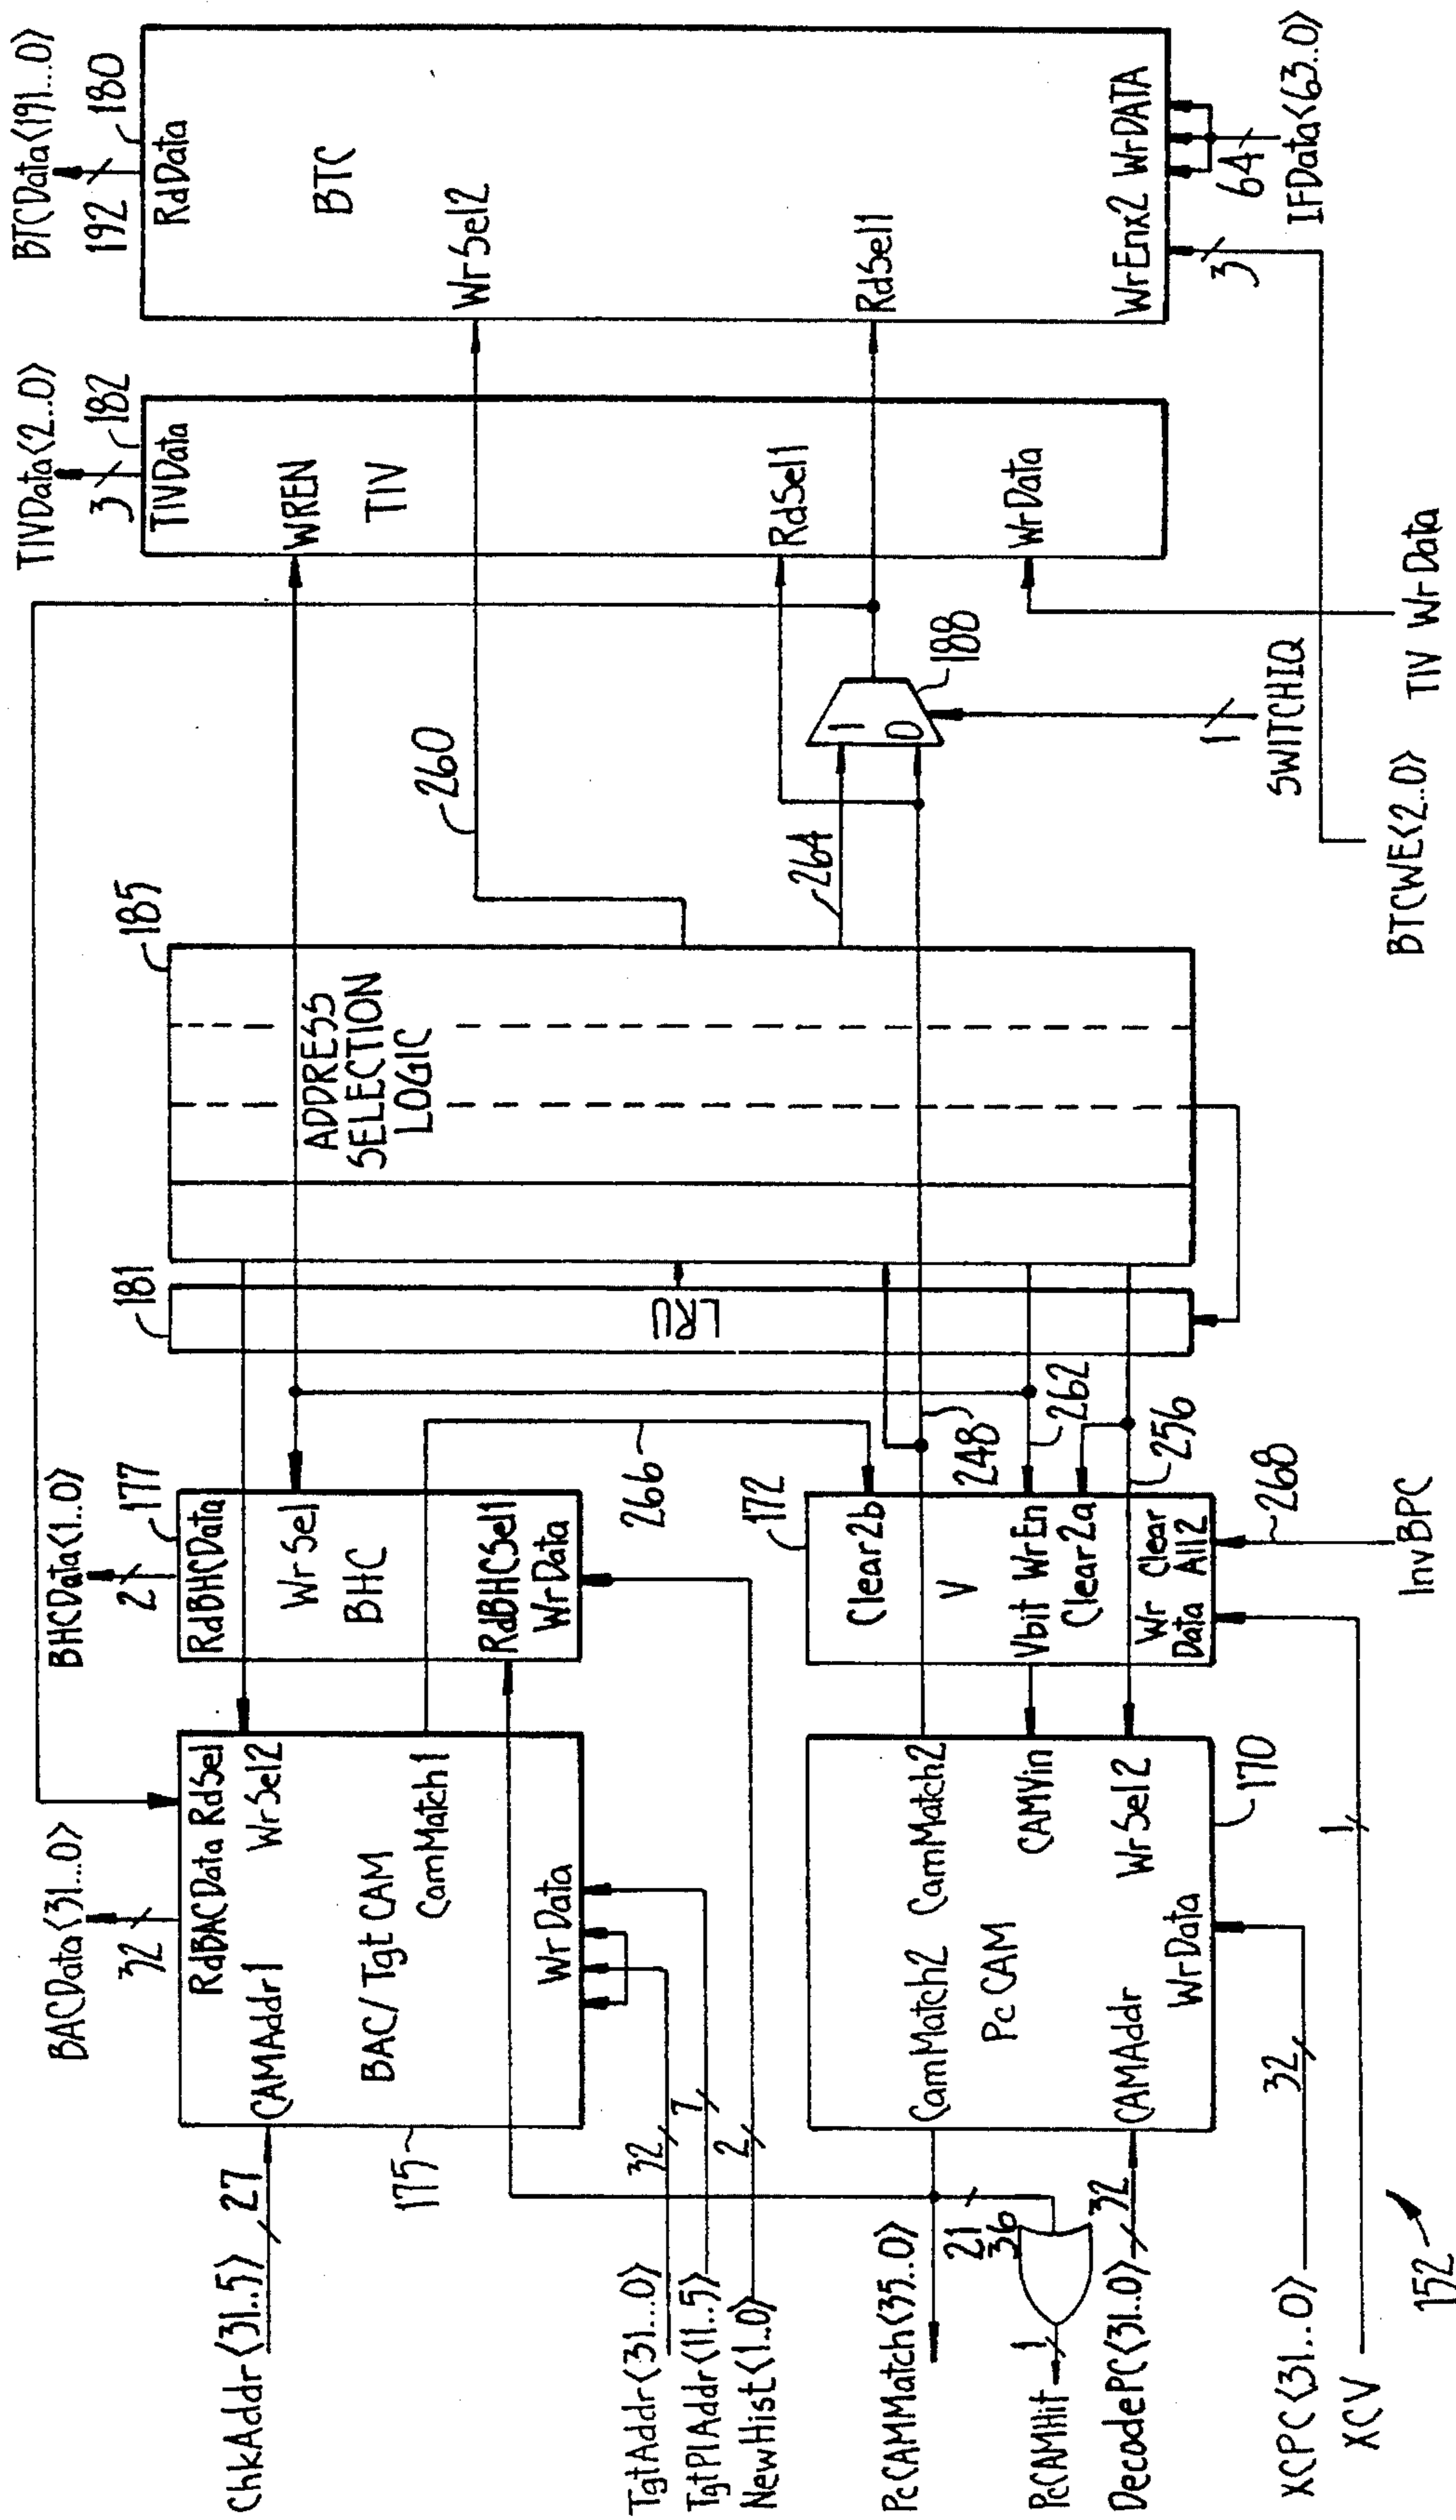 BACData<31...0>
32
BHCData<1..0>
2
177
181
185
TIVData<2...0>
3
182
BTCData<191...0>
192
180
ChkAddr<31..5>
27
CAMAddr1
RdBACData RdSel
WrSel2
BAC/Tgt CAM
CamMatch1
WrData
175
RdBHCData
WrSel
BHC
RdBHCSel1
WrData
266
LRU
ADDRESS
SELECTION
LOGIC
260
264
TIVData
WREN
TIV
RdSel1
WrData
RdData
BTC
WrSel2
RdSel1
WrEnx2 WrDATA
1
0
188
TgtAddr<31...0>
32
TgtPIAddr<11..5>
7
NewHist<1..0>
2
PcCAMMatch<35..0>
21
36
PcCAMHit
1
DecodePC<31..0>
32
CamMatch2 CamMatch2
Pc CAM
CAMVin
CAMAddr
WrSel2
WrData
170
172
Clear2b
V
Vbit WrEn
Clear2a
Wr Clear
Data All2
248
262
256
268
InvBPC
XCPC<31...0>
32
XCV
1
152
SWITCHIQ
1
BTCWE<2..0>
TIV WrData
3
64
IFData<63..0>